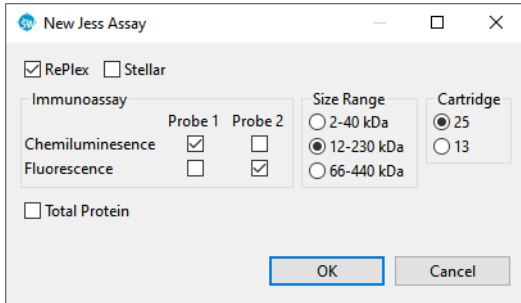 SW New Jess Assay
RePlex Stellar
Immunoassay Size Range Cartridge
Probe 1 Probe 2 2-40 kDa 25
Chemiluminesence 12-230 kDa 13
Fluorescence 66-440 kDa
Total Protein
OK Cancel